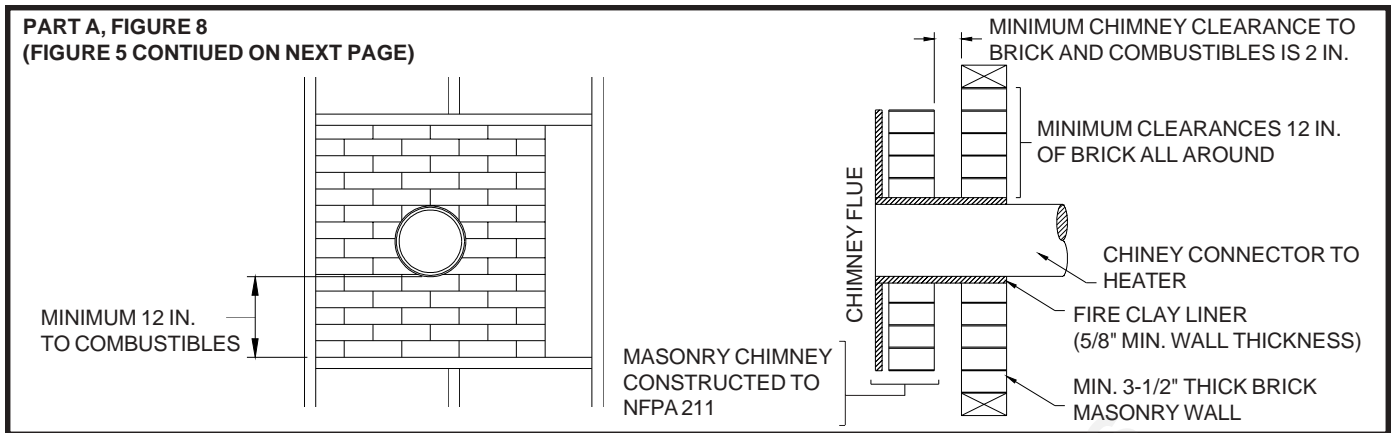 PART A, FIGURE 8
(FIGURE 5 CONTIUED ON NEXT PAGE)
MINIMUM 12 IN.
TO COMBUSTIBLES
MINIMUM CHIMNEY CLEARANCE TO
BRICK AND COMBUSTIBLES IS 2 IN.
MINIMUM CLEARANCES 12 IN.
OF BRICK ALL AROUND
CHIMNEY FLUE
CHINEY CONNECTOR TO
HEATER
FIRE CLAY LINER
(5/8" MIN. WALL THICKNESS)
MASONRY CHIMNEY
CONSTRUCTED TO
NFPA 211
MIN. 3-1/2" THICK BRICK
MASONRY WALL